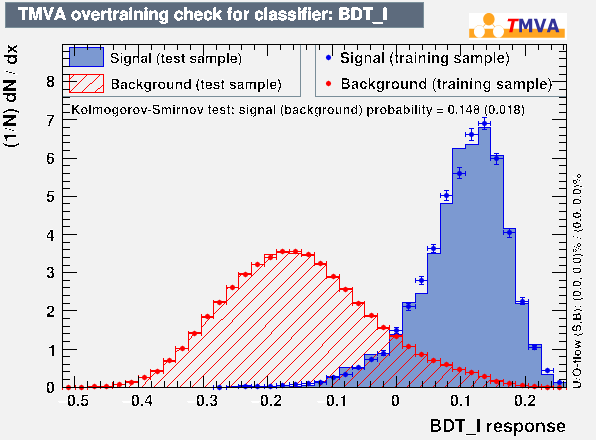 TMVA overtraining check for classifier: BDT_I
TMVA
Signal (test sample)
Background (test sample)
Signal (training sample)
Background (training sample)
Kolmogorov-Smirnov test: signal (background) probability = 0.148 (0.018)
(1/N) dN / dx
8
7
6
5
4
3
2
1
0
-0.5 -0.4 -0.3 -0.2 -0.1 0 0.1 0.2
BDT_I response
U/O-flow (S,B): (0.0, 0.0)% / (0.0, 0.0)%